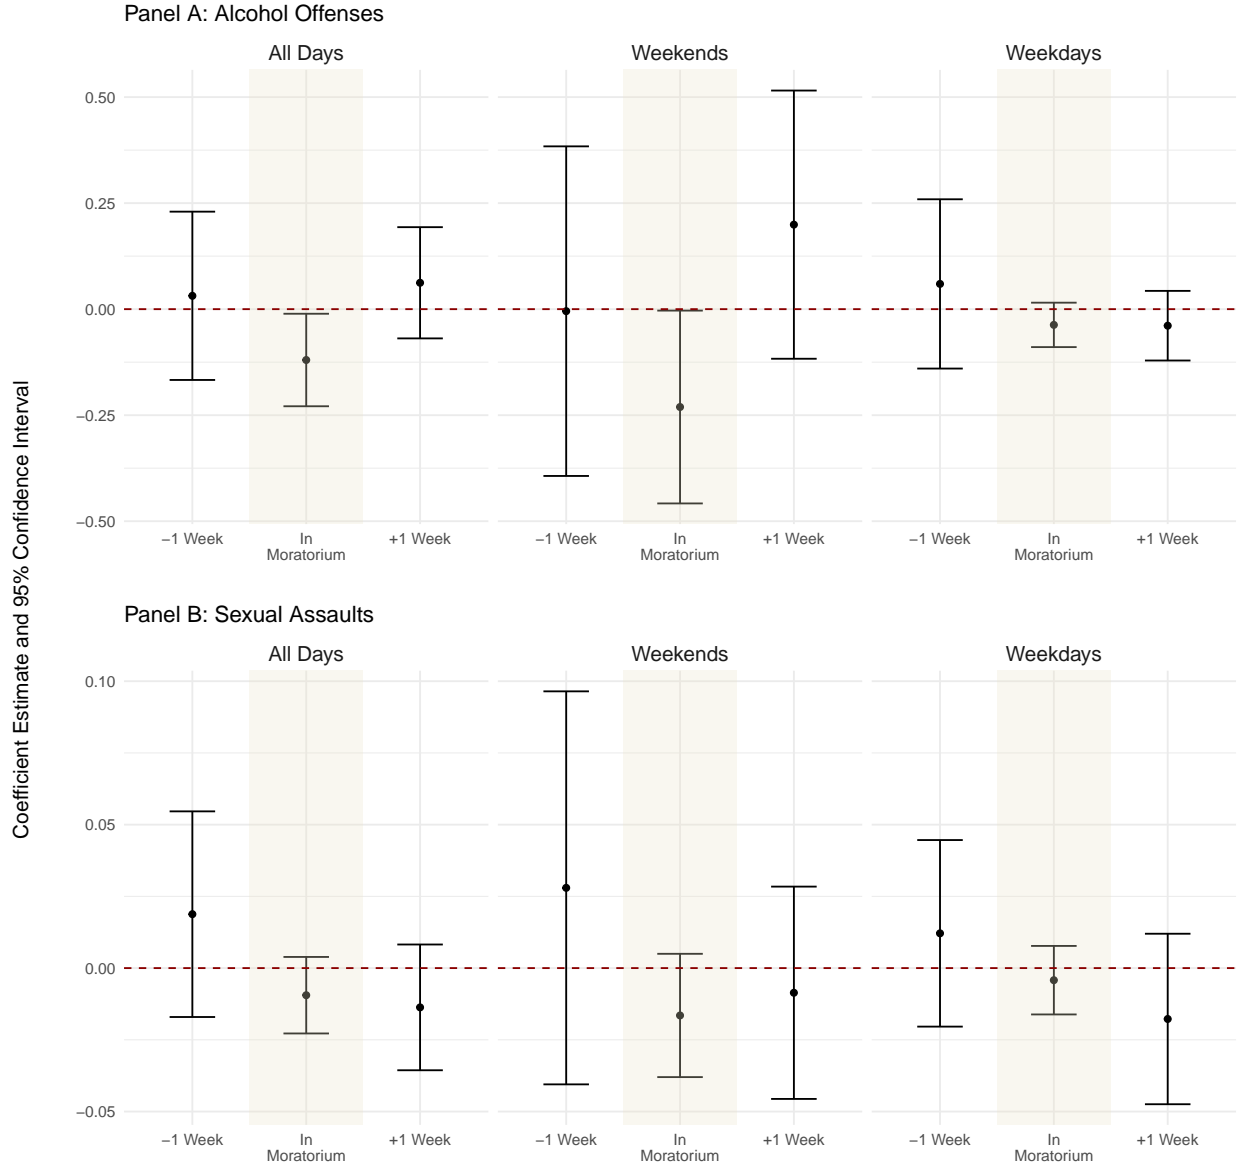 Panel A: Alcohol Offenses
All Days
Weekends
Weekdays
0.50
0.25
0.00
−0.25
−0.50
−1 Week
In
Moratorium
+1 Week
−1 Week
In
Moratorium
+1 Week
−1 Week
In
Moratorium
+1 Week
Coefficient Estimate and 95% Confidence Interval
Panel B: Sexual Assaults
All Days
Weekends
Weekdays
0.10
0.05
0.00
−0.05
−1 Week
In
Moratorium
+1 Week
−1 Week
In
Moratorium
+1 Week
−1 Week
In
Moratorium
+1 Week